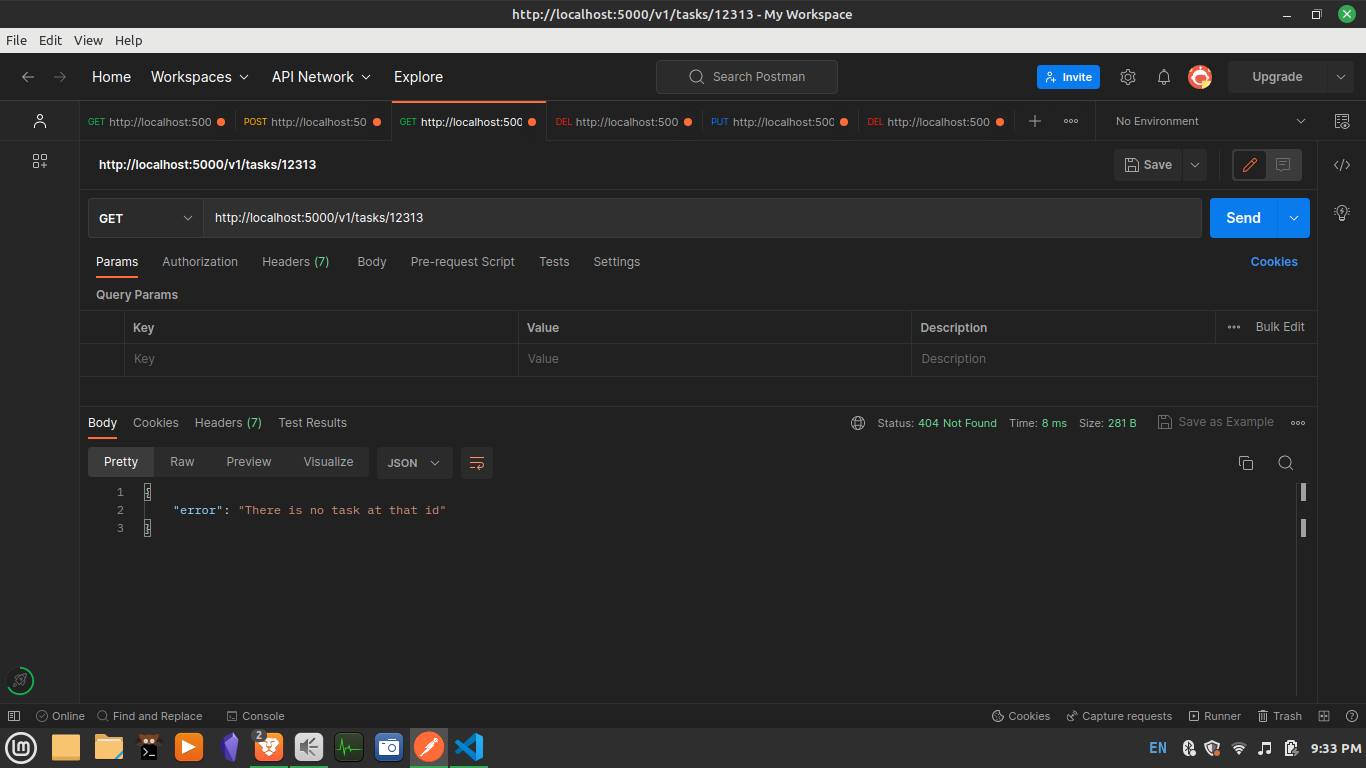 http://localhost:5000/v1/tasks/12313 - My Workspace
File Edit View Help
Home Workspaces API Network Explore Search Postman Invite Upgrade
GET http://localhost:500 POST http://localhost:50 GET http://localhost:500 DEL http://localhost:500 PUT http://localhost:500 DEL http://localhost:500 No Environment
http://localhost:5000/v1/tasks/12313 Save
GET http://localhost:5000/v1/tasks/12313 Send
Params Authorization Headers (7) Body Pre-request Script Tests Settings Cookies
Query Params
Key Value Description Bulk Edit
Key Value Description
Body Cookies Headers (7) Test Results Status: 404 Not Found Time: 8 ms Size: 281 B Save as Example
Pretty Raw Preview Visualize JSON
1 {
2 "error": "There is no task at that id"
3 }
Online Find and Replace Console Cookies Capture requests Runner Trash
2 EN 9:33 PM